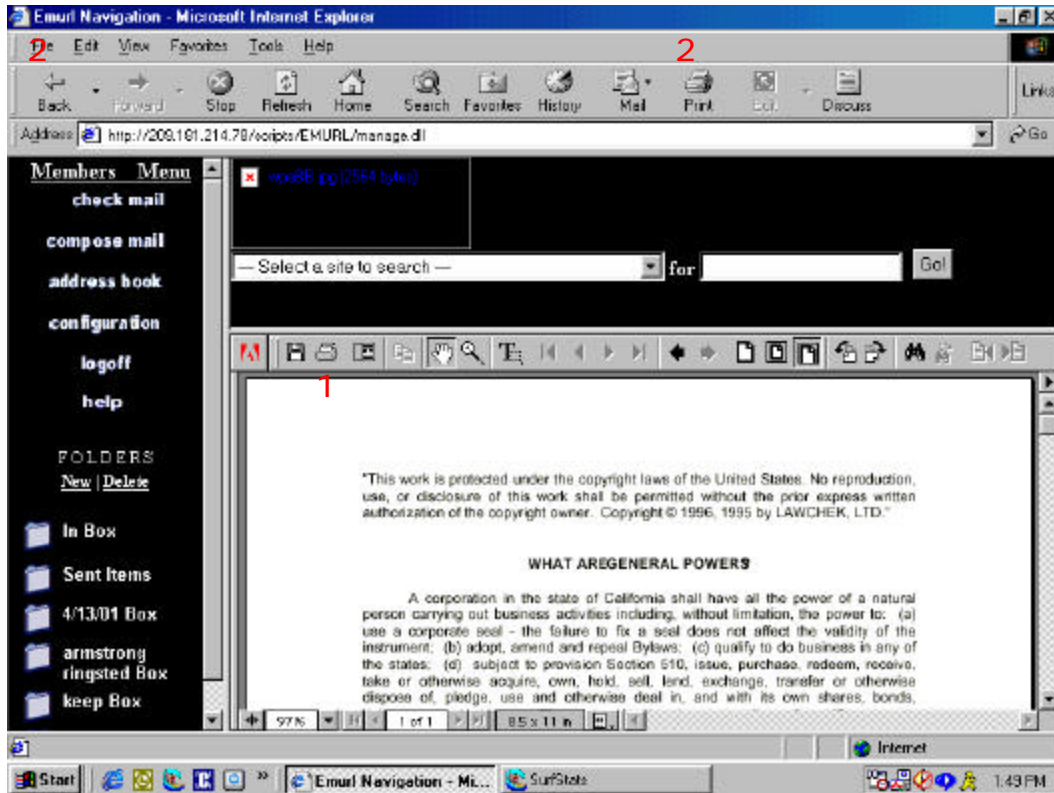 Emurl Navigation - Microsoft Internet Explorer
File Edit View Favorites Tools Help
2 2
Back Forward Stop Refresh Home Search Favorites History Mail Print Edit Discuss Links
Address http://209.181.214.78/scripts/EMURL/manage.dll Go
Members Menu
check mail
compose mail
address book
configuration
logoff
help
FOLDERS
New | Delete
In Box
Sent Items
4/13/01 Box
armstrong
ringsted Box
keep Box
(2564 bytes)
--- Select a site to search --- for Go!
1
"This work is protected under the copyright laws of the United States. No reproduction,
use, or disclosure of this work shall be permitted without the prior express written
authorization of the copyright owner. Copyright © 1996, 1995 by LAWCHEK, LTD."
WHAT AREGENERAL POWERS
A corporation in the state of California shall have all the power of a natural
person carrying out business activities including, without limitation, the power to: (a)
use a corporate seal - the failure to fix a seal does not affect the validity of the
instrument; (b) adopt, amend and repeal Bylaws; (c) qualify to do business in any of
the states; (d) subject to provision Section 510, issue, purchase, redeem, receive,
take or otherwise acquire, own, hold, sell, lend, exchange, transfer or otherwise
dispose of, pledge, use and otherwise deal in, and with its own shares, bonds,
97% 1 of 1 8.5 x 11 in
Internet
Start Emurl Navigation - Mi... SurfStats 1:49 PM